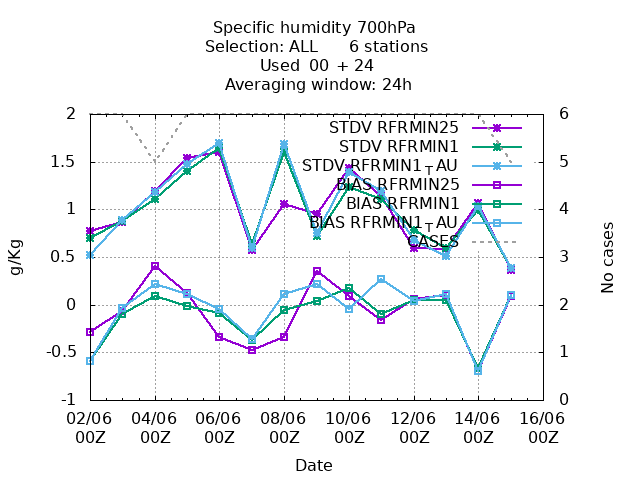 Specific humidity 700hPa
Selection: ALL 6 stations
Used 00 + 24
Averaging window: 24h
2
1.5
1
0.5
0
-0.5
-1
g/Kg
6
5
4
3
2
1
0
No cases
STDV RFRMIN25
STDV RFRMIN1
STDV RFRMIN1TAU
BIAS RFRMIN25
BIAS RFRMIN1
BIAS RFRMIN1TAU
CASES
02/06 04/06 06/06 08/06 10/06 12/06 14/06 16/06
00Z 00Z 00Z 00Z 00Z 00Z 00Z 00Z
Date